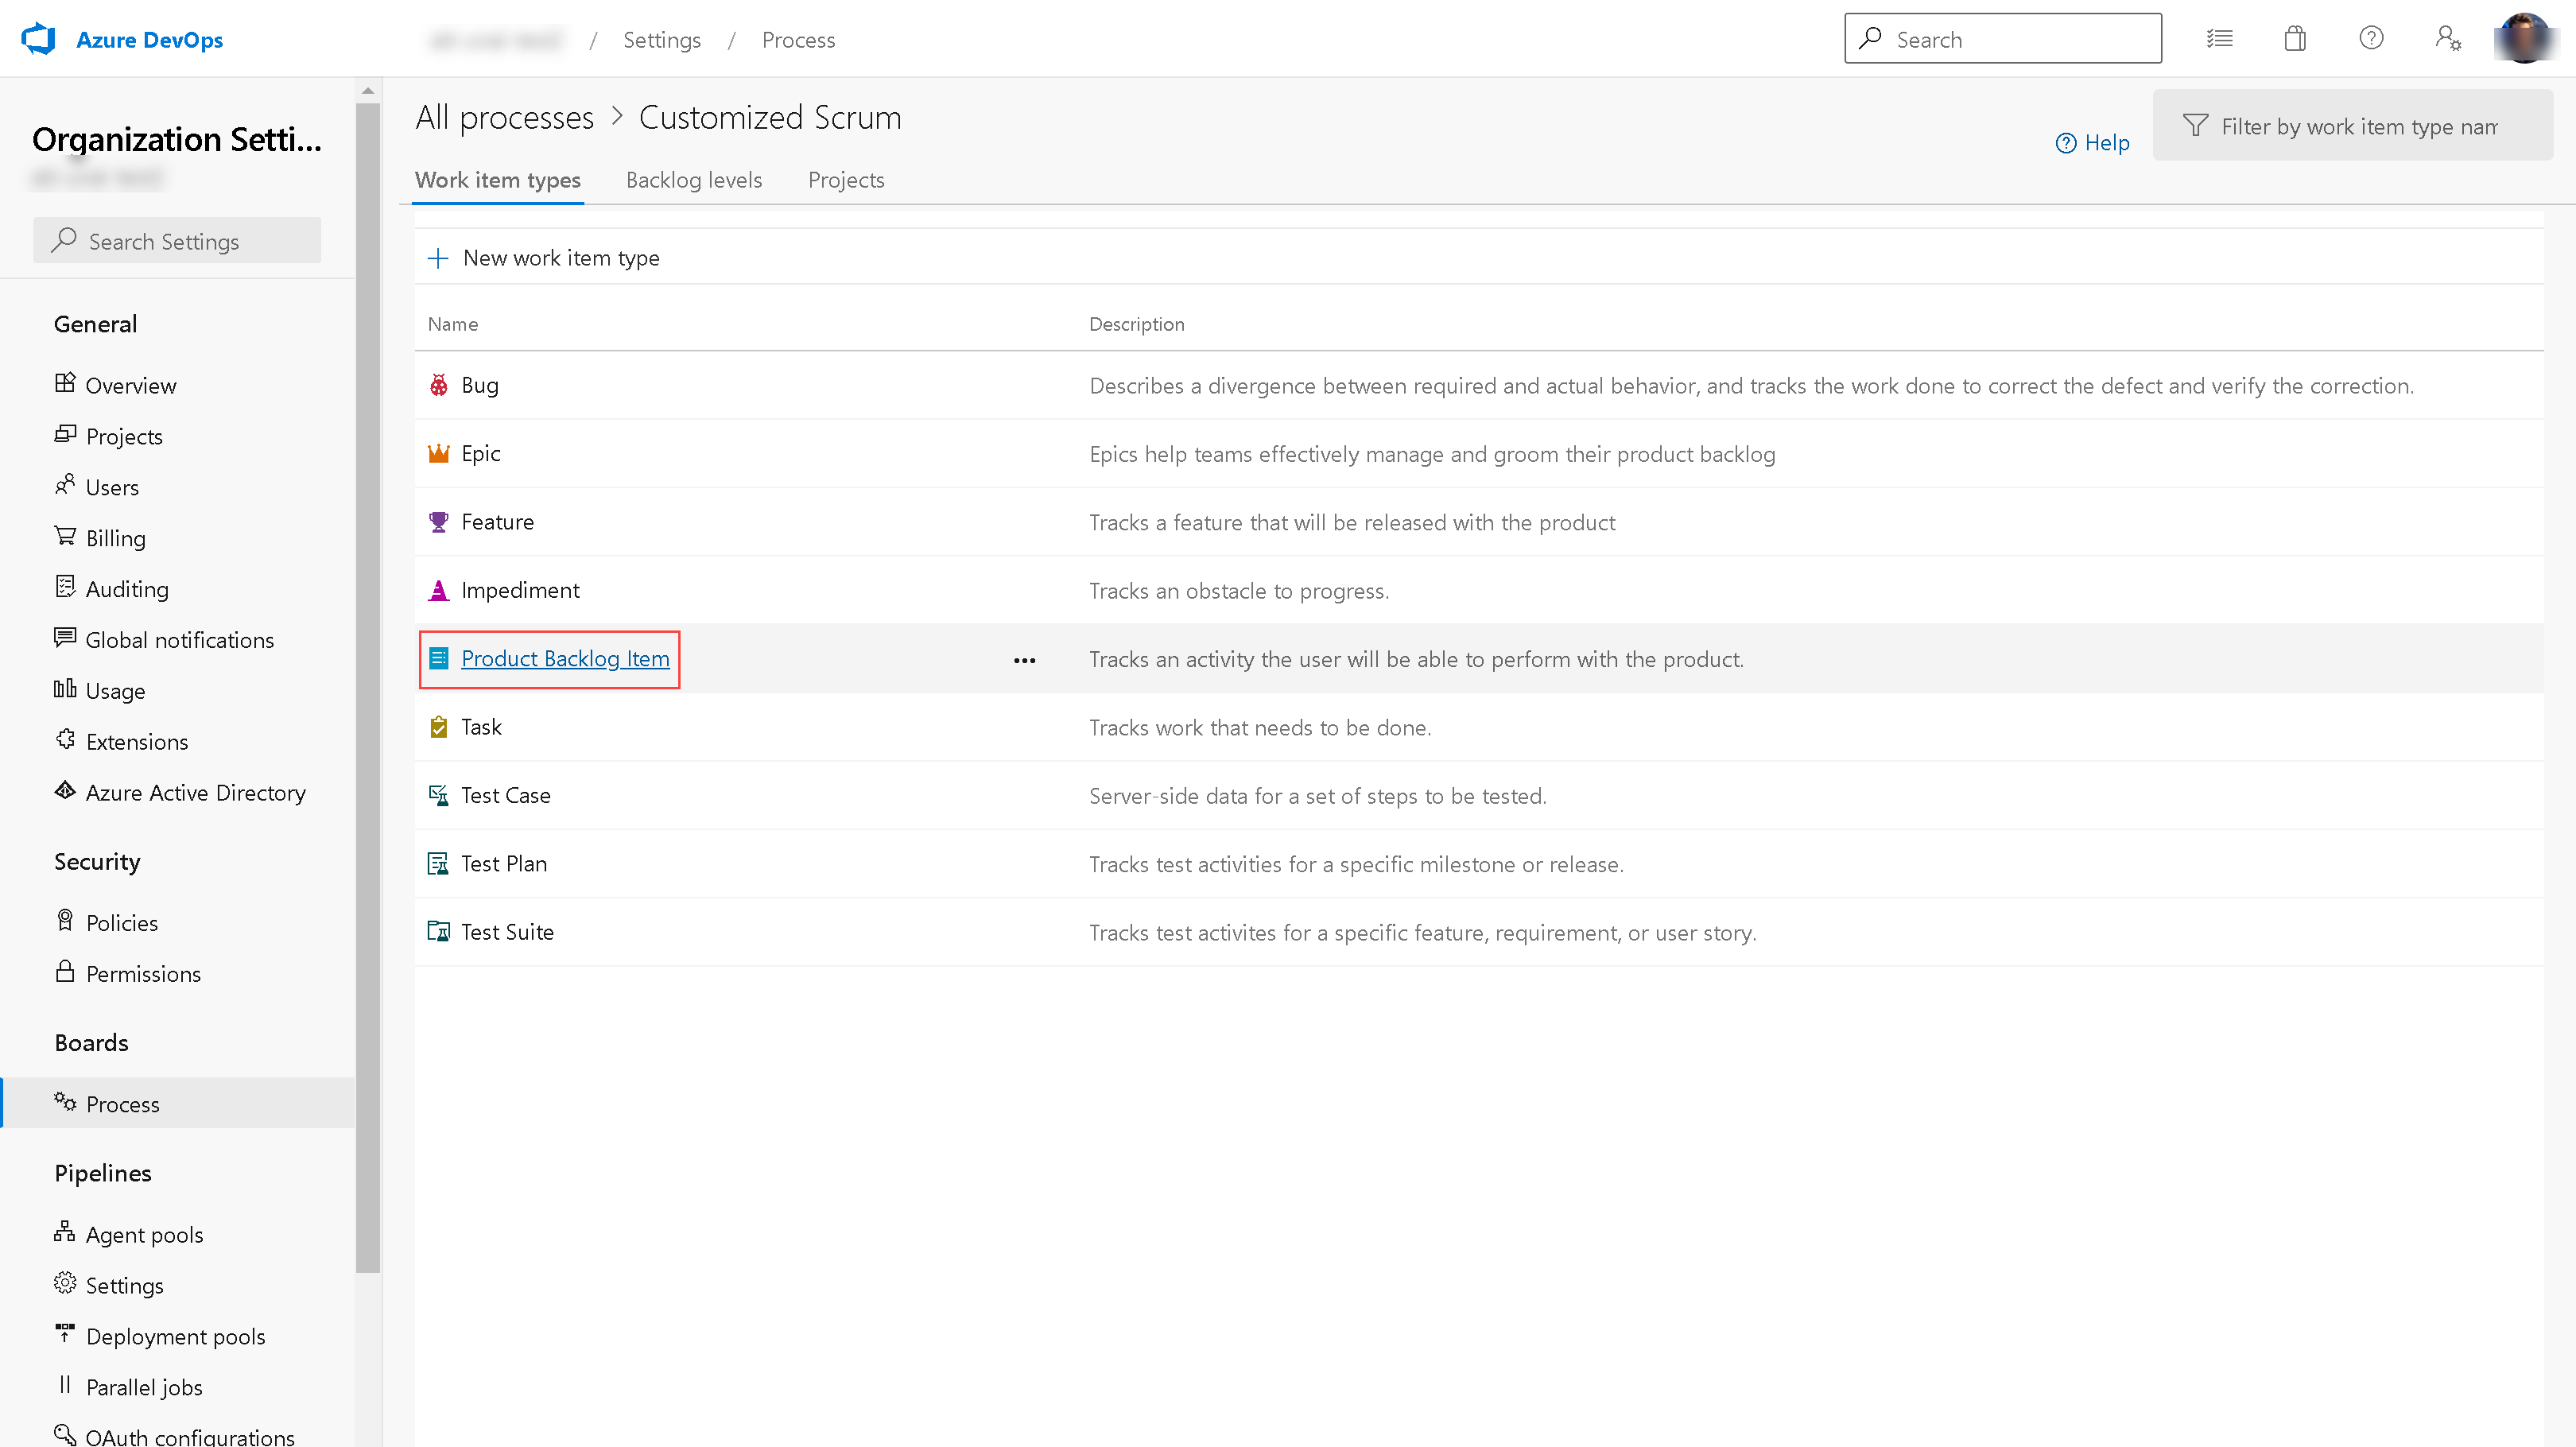 Azure DevOps
/ Settings / Process
Search
Organization Setti...
Search Settings
General
Overview
Projects
Users
Billing
Auditing
Global notifications
Usage
Extensions
Azure Active Directory
Security
Policies
Permissions
Boards
Process
Pipelines
Agent pools
Settings
Deployment pools
Parallel jobs
OAuth configurations
All processes > Customized Scrum
Help
Filter by work item type nam
Work item types Backlog levels Projects
New work item type
Name Description
Bug Describes a divergence between required and actual behavior, and tracks the work done to correct the defect and verify the correction.
Epic Epics help teams effectively manage and groom their product backlog
Feature Tracks a feature that will be released with the product
Impediment Tracks an obstacle to progress.
Product Backlog Item ... Tracks an activity the user will be able to perform with the product.
Task Tracks work that needs to be done.
Test Case Server-side data for a set of steps to be tested.
Test Plan Tracks test activities for a specific milestone or release.
Test Suite Tracks test activites for a specific feature, requirement, or user story.